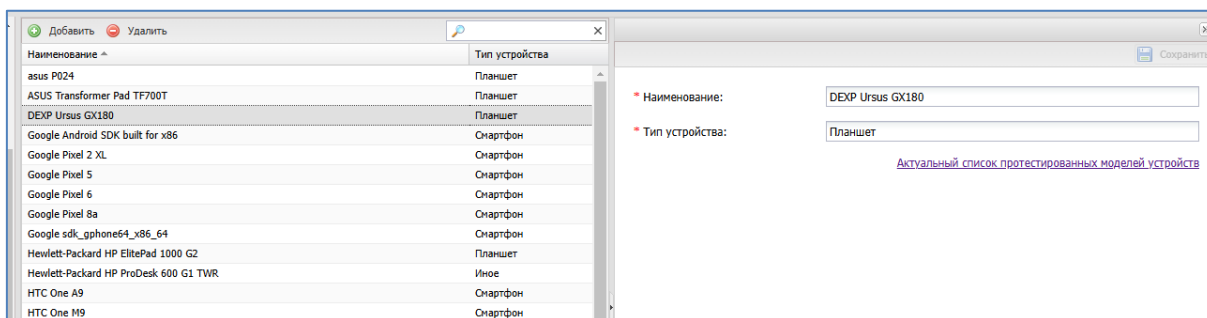 Добавить Удалить
Сохранить
Наименование Тип устройства
asus P024 Планшет
ASUS Transformer Pad TF700T Планшет
DEXP Ursus GX180 Планшет
Google Android SDK built for x86 Смартфон
Google Pixel 2 XL Смартфон
Google Pixel 5 Смартфон
Google Pixel 6 Смартфон
Google Pixel 8a Смартфон
Google sdk_gphone64_x86_64 Смартфон
Hewlett-Packard HP ElitePad 1000 G2 Планшет
Hewlett-Packard HP ProDesk 600 G1 TWR Иное
HTC One A9 Смартфон
HTC One M9 Смартфон
* Наименование: DEXP Ursus GX180
* Тип устройства: Планшет
Актуальный список протестированных моделей устройств